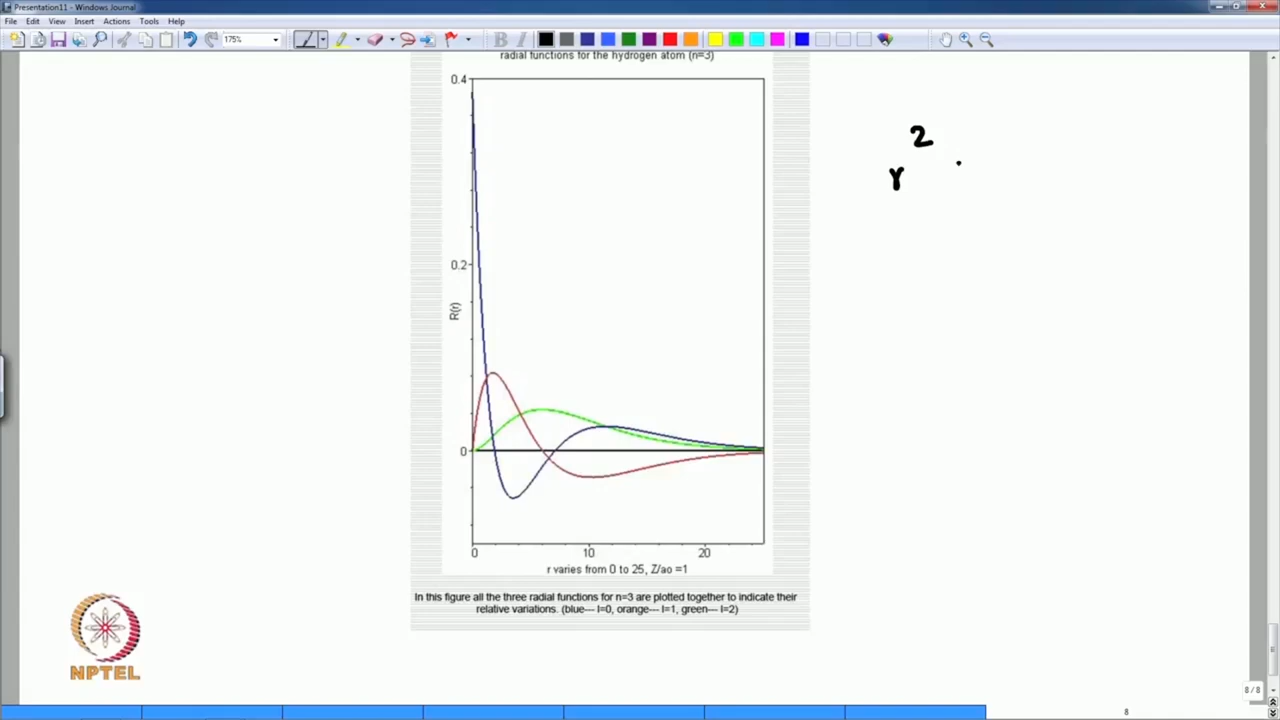 Presentation11 - Windows Journal
File Edit View Insert Actions Tools Help
175%
radial functions for the hydrogen atom (n=3)
0.4
0.2
R(r)
0
0 10 20
r varies from 0 to 25, Z/ao =1
In this figure all the three radial functions for n=3 are plotted together to indicate their
relative variations. (blue--- l=0, orange--- l=1, green--- l=2)
r 2 .
NPTEL
8 / 8
8